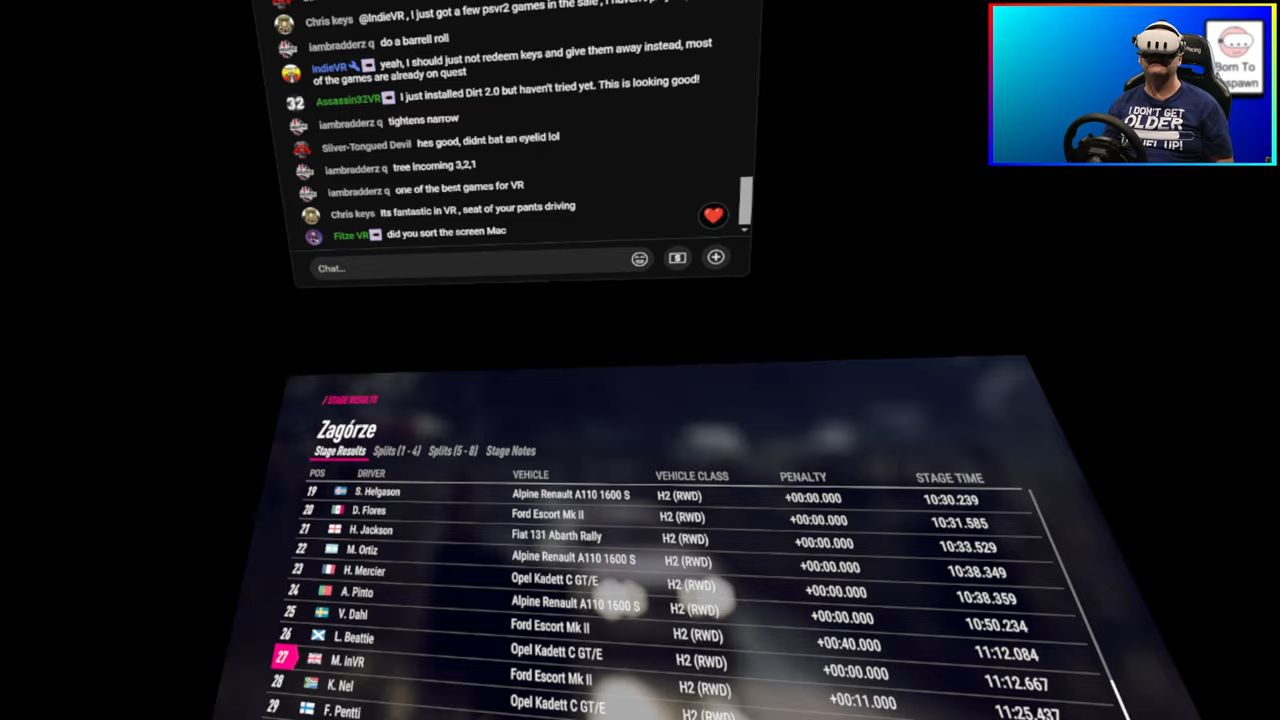 Chris keys @IndieVR , I just got a few psvr2 games in the sale
iambradderz q do a barrell roll
IndieVR yeah, I should just not redeem keys and give them away instead, most
of the games are already on quest
32 Assassin32VR I just installed Dirt 2.0 but haven't tried yet. This is looking good!
iambradderz q tightens narrow
Silver-Tongued Devil hes good, didnt bat an eyelid lol
iambradderz q tree incoming 3,2,1
iambradderz q one of the best games for VR
Chris keys Its fantastic in VR , seat of your pants driving
Fitze VR did you sort the screen Mac
Chat...
Racing
Born To
spawn
I DON'T GET
OLDER
UP!
/ STAGE RESULTS
Zagórze
Stage Results Splits (1 - 4) Splits (5 - 8) Stage Notes
POS DRIVER VEHICLE VEHICLE CLASS PENALTY STAGE TIME
19 S. Helgason Alpine Renault A110 1600 S H2 (RWD) +00:00.000 10:30.239
20 D. Flores Ford Escort Mk II H2 (RWD) +00:00.000 10:31.585
21 H. Jackson Fiat 131 Abarth Rally H2 (RWD) +00:00.000 10:33.529
22 M. Ortiz Alpine Renault A110 1600 S H2 (RWD) +00:00.000 10:38.349
23 H. Mercier Opel Kadett C GT/E H2 (RWD) +00:00.000 10:38.359
24 A. Pinto Alpine Renault A110 1600 S H2 (RWD) +00:00.000 10:50.234
25 V. Dahl Ford Escort Mk II H2 (RWD) +00:40.000 11:12.084
26 L. Beattie Opel Kadett C GT/E H2 (RWD) +00:00.000 11:12.667
27 M. InVR Ford Escort Mk II H2 (RWD) +00:11.000 11:25.437
28 K. Nel Opel Kadett C GT/E H2 (RWD)
29 F. Pentti